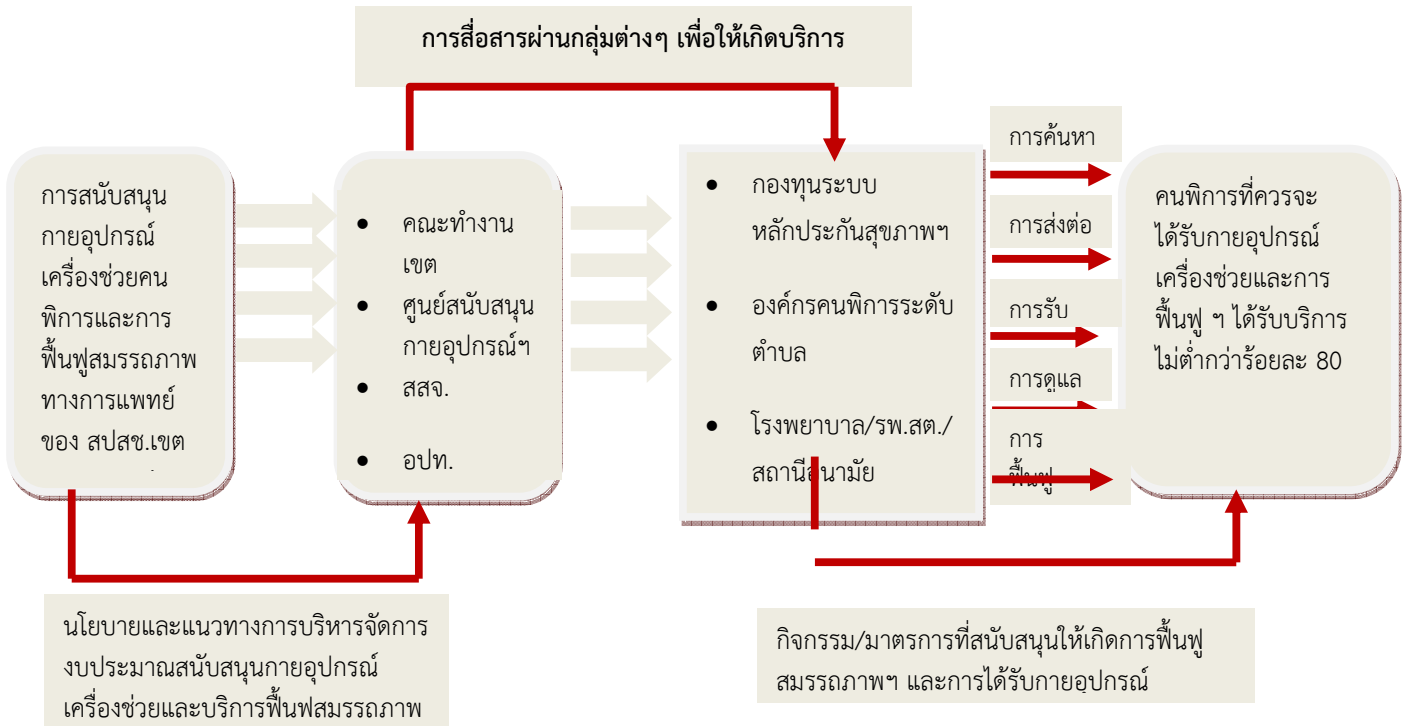 การสื่อสารผ่านกลุ่มต่างๆ เพื่อให้เกิดบริการ
การสนับสนุน
กายอุปกรณ์
เครื่องช่วยคน
พิการและการ
ฟื้นฟูสมรรถภาพ
ทางการแพทย์
ของ สปสช.เขต
• คณะทำงาน
เขต
• ศูนย์สนับสนุน
กายอุปกรณ์ฯ
• สสจ.
• อปท.
• กองทุนระบบ
หลักประกันสุขภาพฯ
• องค์กรคนพิการระดับ
ตำบล
• โรงพยาบาล/รพ.สต./
สถานีอนามัย
การค้นหา
การส่งต่อ
การรับ
การดูแล
การ
ฟื้นฟู
คนพิการที่ควรจะ
ได้รับกายอุปกรณ์
เครื่องช่วยและการ
ฟื้นฟู ฯ ได้รับบริการ
ไม่ต่ำกว่าร้อยละ 80
นโยบายและแนวทางการบริหารจัดการ
งบประมาณสนับสนุนกายอุปกรณ์
เครื่องช่วยและบริการฟื้นฟูสมรรถภาพ
กิจกรรม/มาตรการที่สนับสนุนให้เกิดการฟื้นฟู
สมรรถภาพฯ และการได้รับกายอุปกรณ์